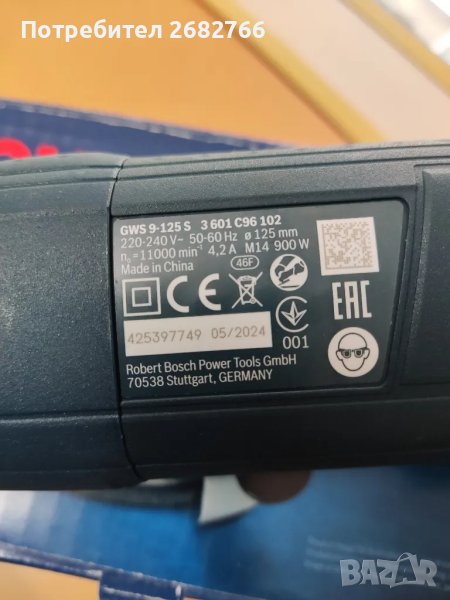 Потребител 2682766
GWS 9-125 S 3 601 C96 102
220-240 V~ 50-60 Hz ø 125 mm
n₀=11000 min⁻¹ 4,2 A M14 900 W
Made in China
46F
CE
EAC
425397749 05/2024
001
Robert Bosch Power Tools GmbH
70538 Stuttgart, GERMANY
BAZAR